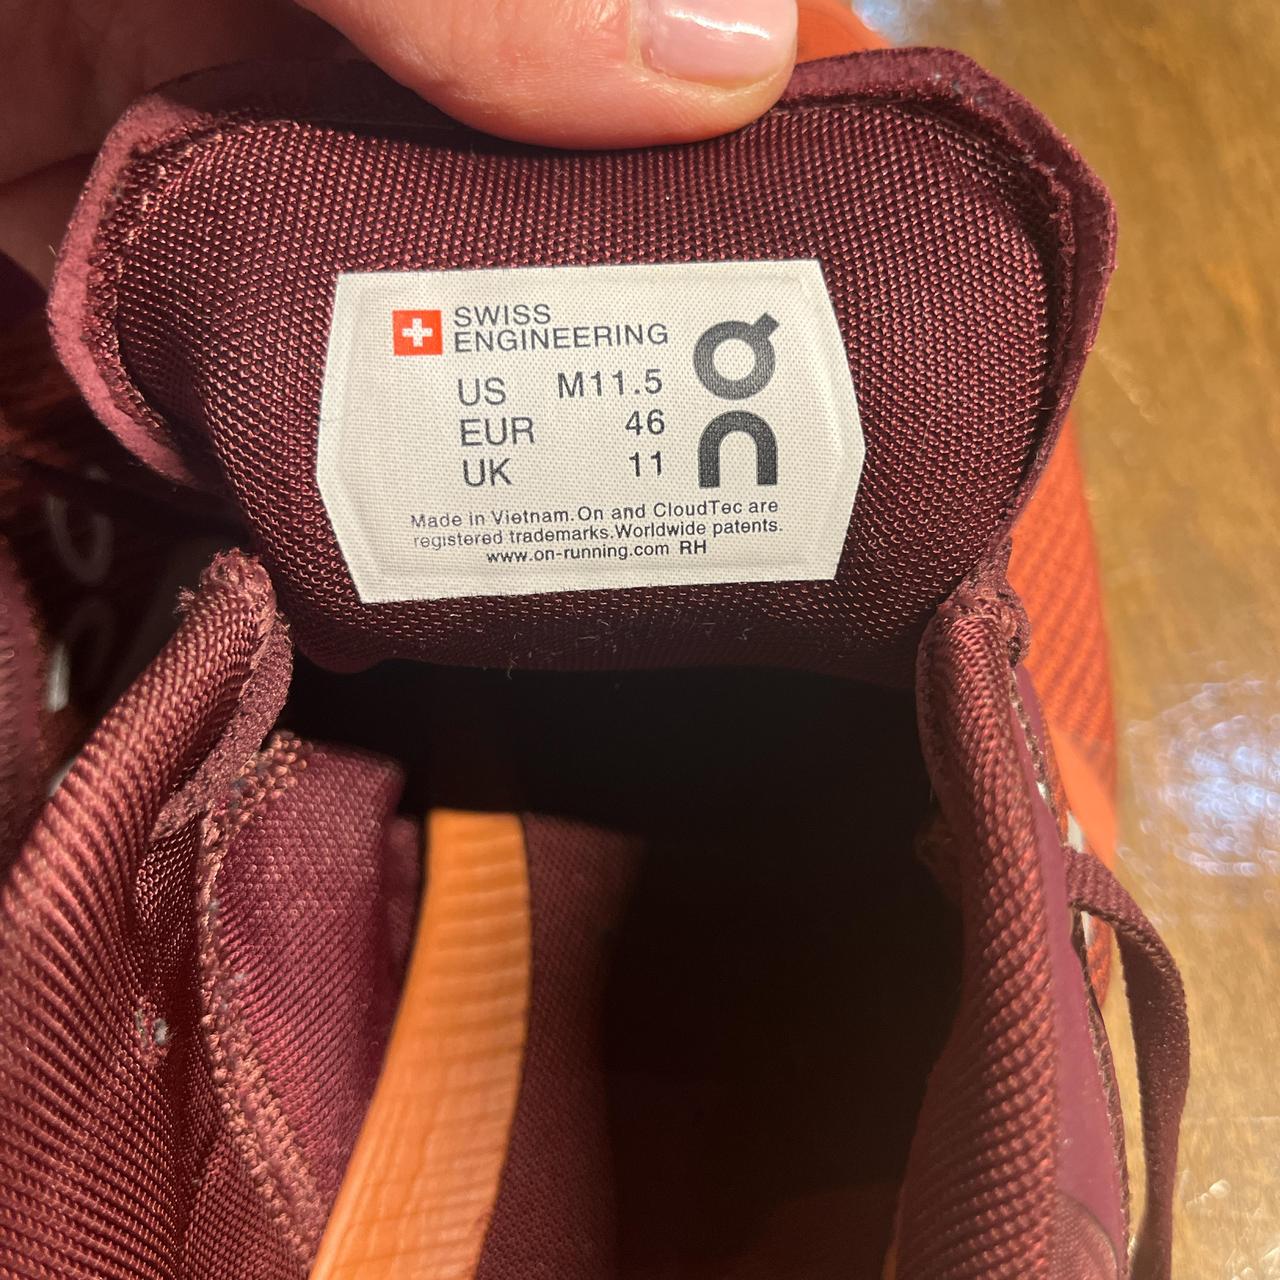 SWISS
ENGINEERING
US M11.5
EUR 46
UK 11
On
Made in Vietnam. On and CloudTec are
registered trademarks. Worldwide patents.
www.on-running.com RH